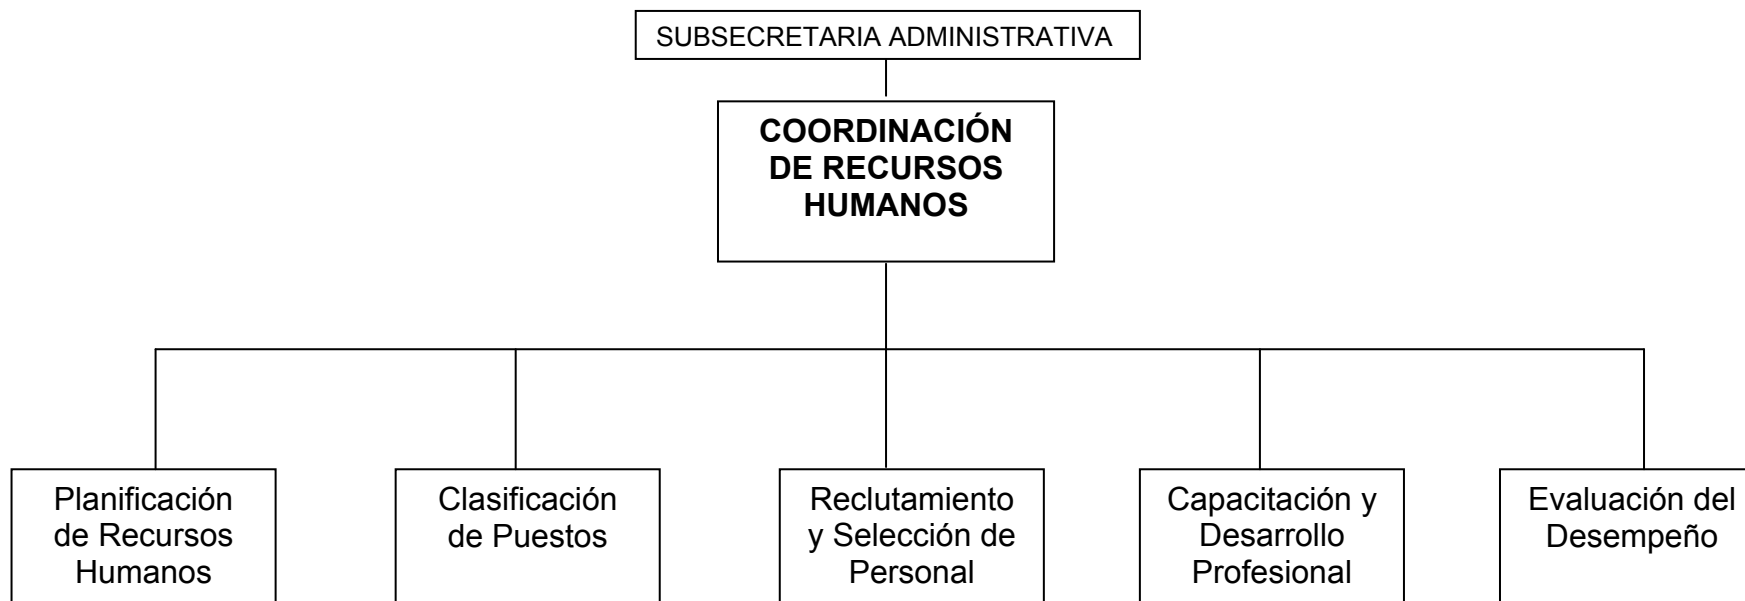 SUBSECRETARIA ADMINISTRATIVA
COORDINACIÓN
DE RECURSOS
HUMANOS
Planificación
de Recursos
Humanos
Clasificación
de Puestos
Reclutamiento
y Selección de
Personal
Capacitación y
Desarrollo
Profesional
Evaluación del
Desempeño